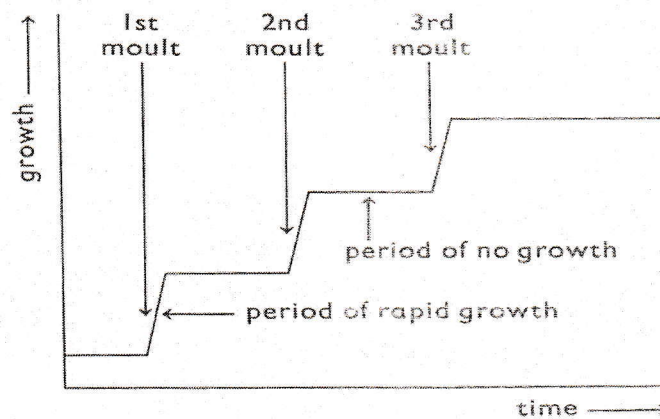 1st
moult
2nd
moult
3rd
moult
growth
period of no growth
period of rapid growth
time